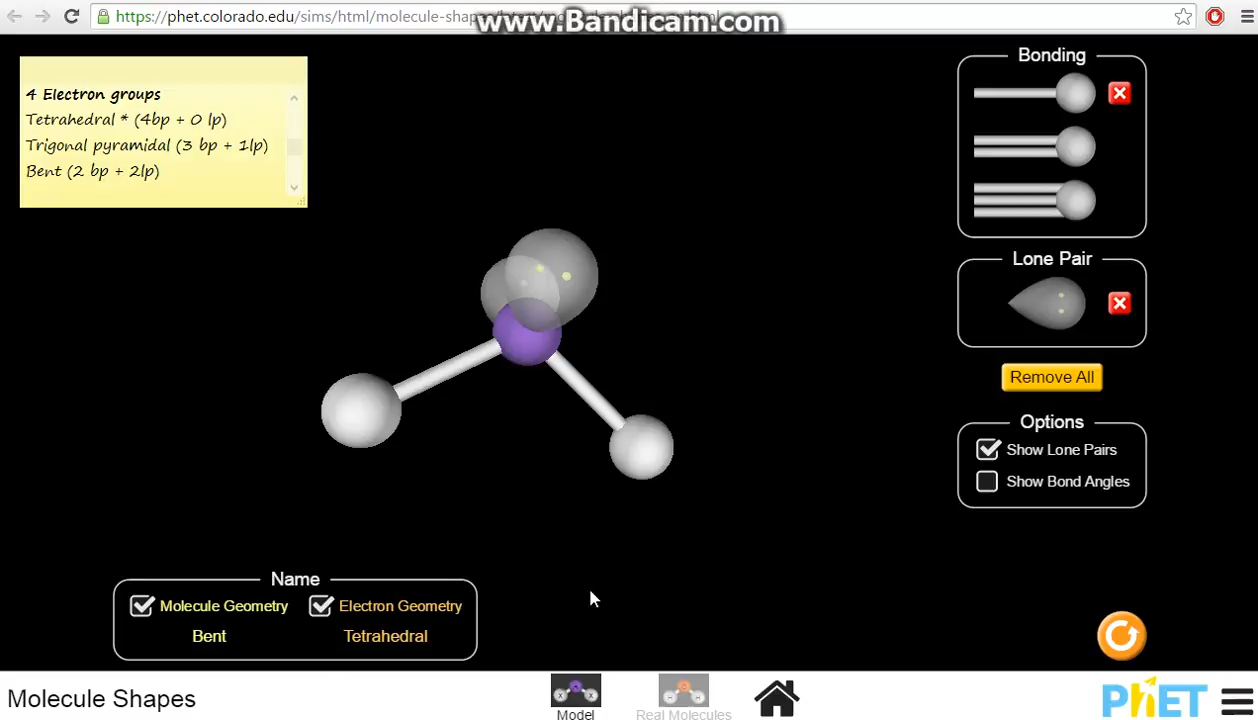 https://phet.colorado.edu/sims/html/molecule-shap
www.Bandicam.com
4 Electron groups
Tetrahedral * (4bp + 0 lp)
Trigonal pyramidal (3 bp + 1lp)
Bent (2 bp + 2lp)
Bonding
Lone Pair
Remove All
Options
Show Lone Pairs
Show Bond Angles
Name
Molecule Geometry
Electron Geometry
Bent
Tetrahedral
Molecule Shapes
Model
Real Molecules
PhET